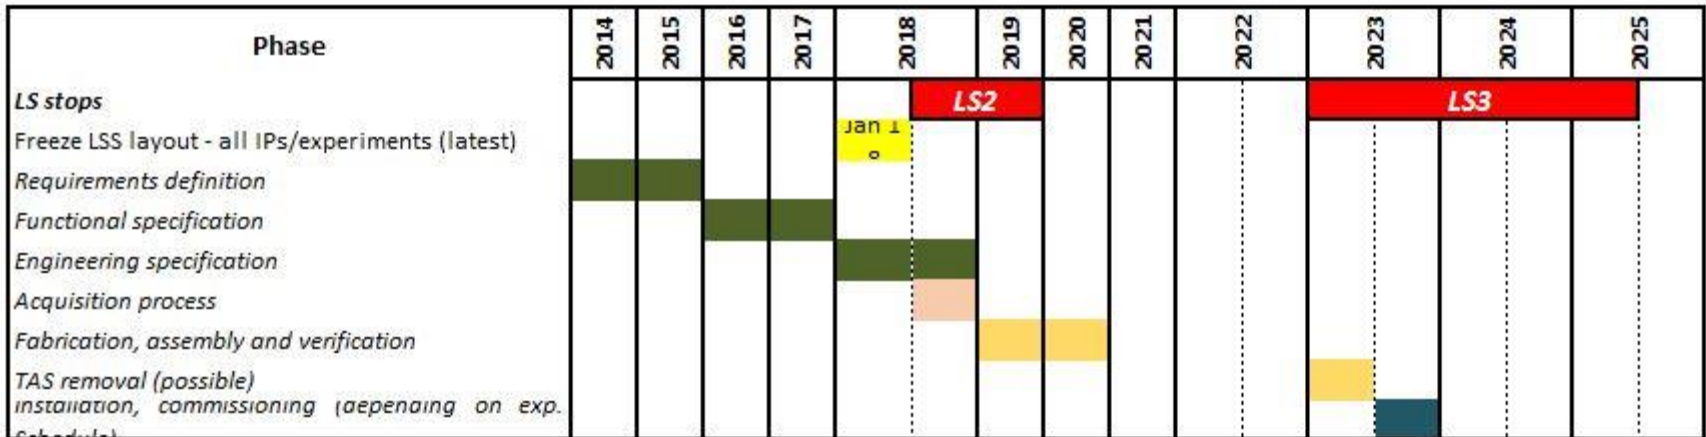 Phase 2014 2015 2016 2017 2018 2019 2020 2021 2022 2023 2024 2025
LS stops LS2 LS3
Freeze LSS layout - all IPs/experiments (latest) Jan 1
Requirements definition
Functional specification
Engineering specification
Acquisition process
Fabrication, assembly and verification
TAS removal (possible)
installation, commissioning (depending on exp.